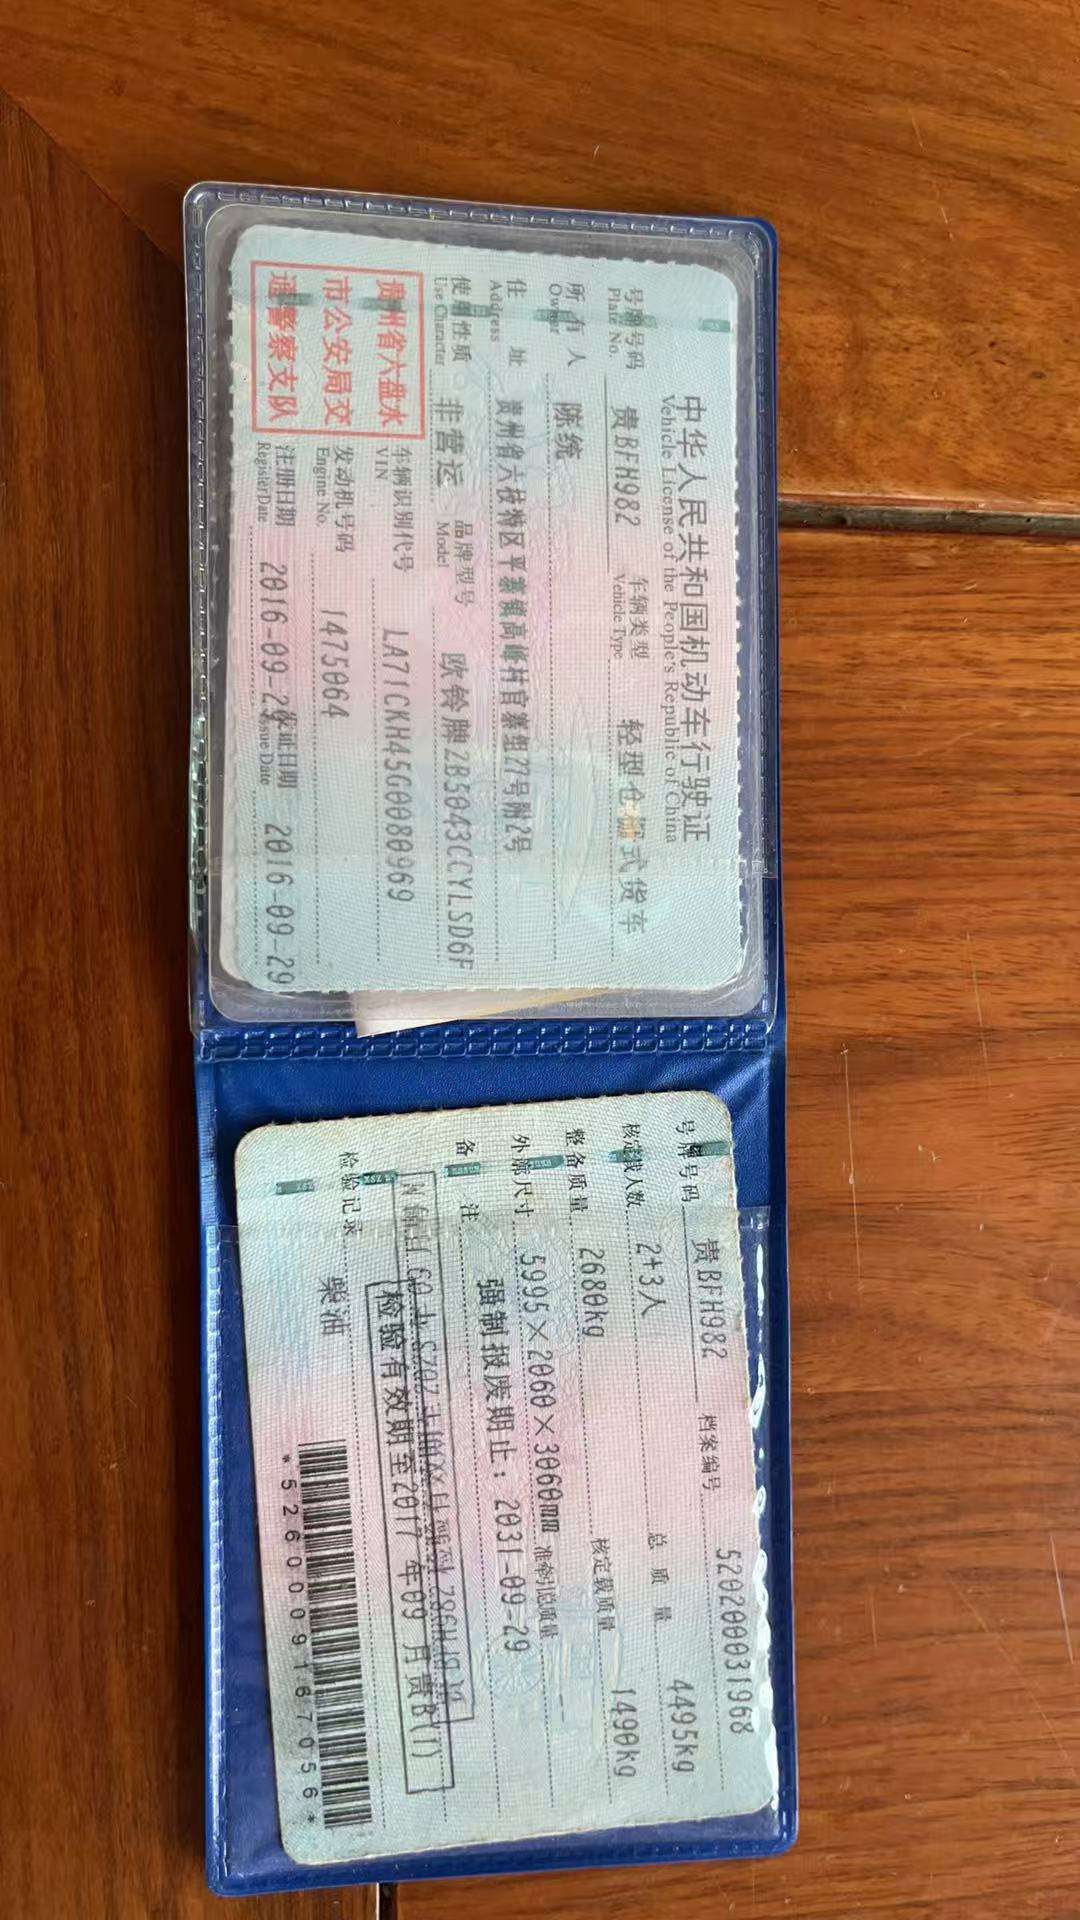 中华人民共和国机动车行驶证
Vehicle License of the People's Republic of China
号牌号码 贵BFH982 车辆类型 轻型仓栅式货车
Plate No. Vehicle Type
所有人 陈统
Owner
住址 贵州省六枝特区平寨镇高峰村官寨组27号附2号
Address
使用性质 非营运 品牌型号 欧铃牌ZB5043CCYLSD6F
Use Character Model
贵州省六盘水
市公安局交
通警察支队
车辆识别代号 LA71CKH45G0080969
VIN
发动机号码 1475064
Engine No.
注册日期 2016-09-29 发证日期 2016-09-29
Register Date Issue Date
号牌号码 贵BFH982 档案编号 520200031968
核定载人数 2+3人 总质量 4495kg
整备质量 2680kg 核定载质量 1490kg
外廓尺寸 5995×2060×3060mm 准牵引总质量 ---
备注 强制报废期止:2031-09-29
检验有效期至2017年09月贵B(1)
检验记录
柴油
*5260009167056*